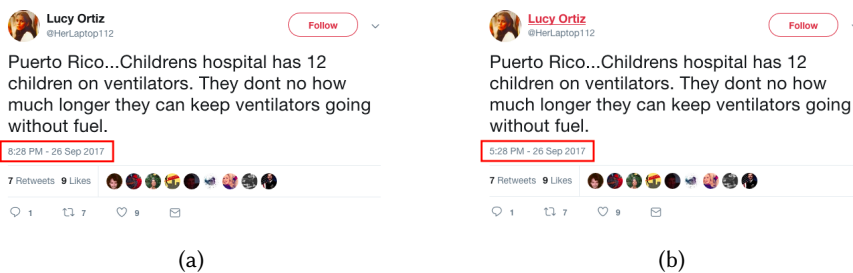 Lucy Ortiz
@HerLaptop112
Follow
Puerto Rico...Childrens hospital has 12
children on ventilators. They dont no how
much longer they can keep ventilators going
without fuel.
8:28 PM - 26 Sep 2017
7 Retweets 9 Likes
1 7 9
(a)
Lucy Ortiz
@HerLaptop112
Follow
Puerto Rico...Childrens hospital has 12
children on ventilators. They dont no how
much longer they can keep ventilators going
without fuel.
5:28 PM - 26 Sep 2017
7 Retweets 9 Likes
1 7 9
(b)